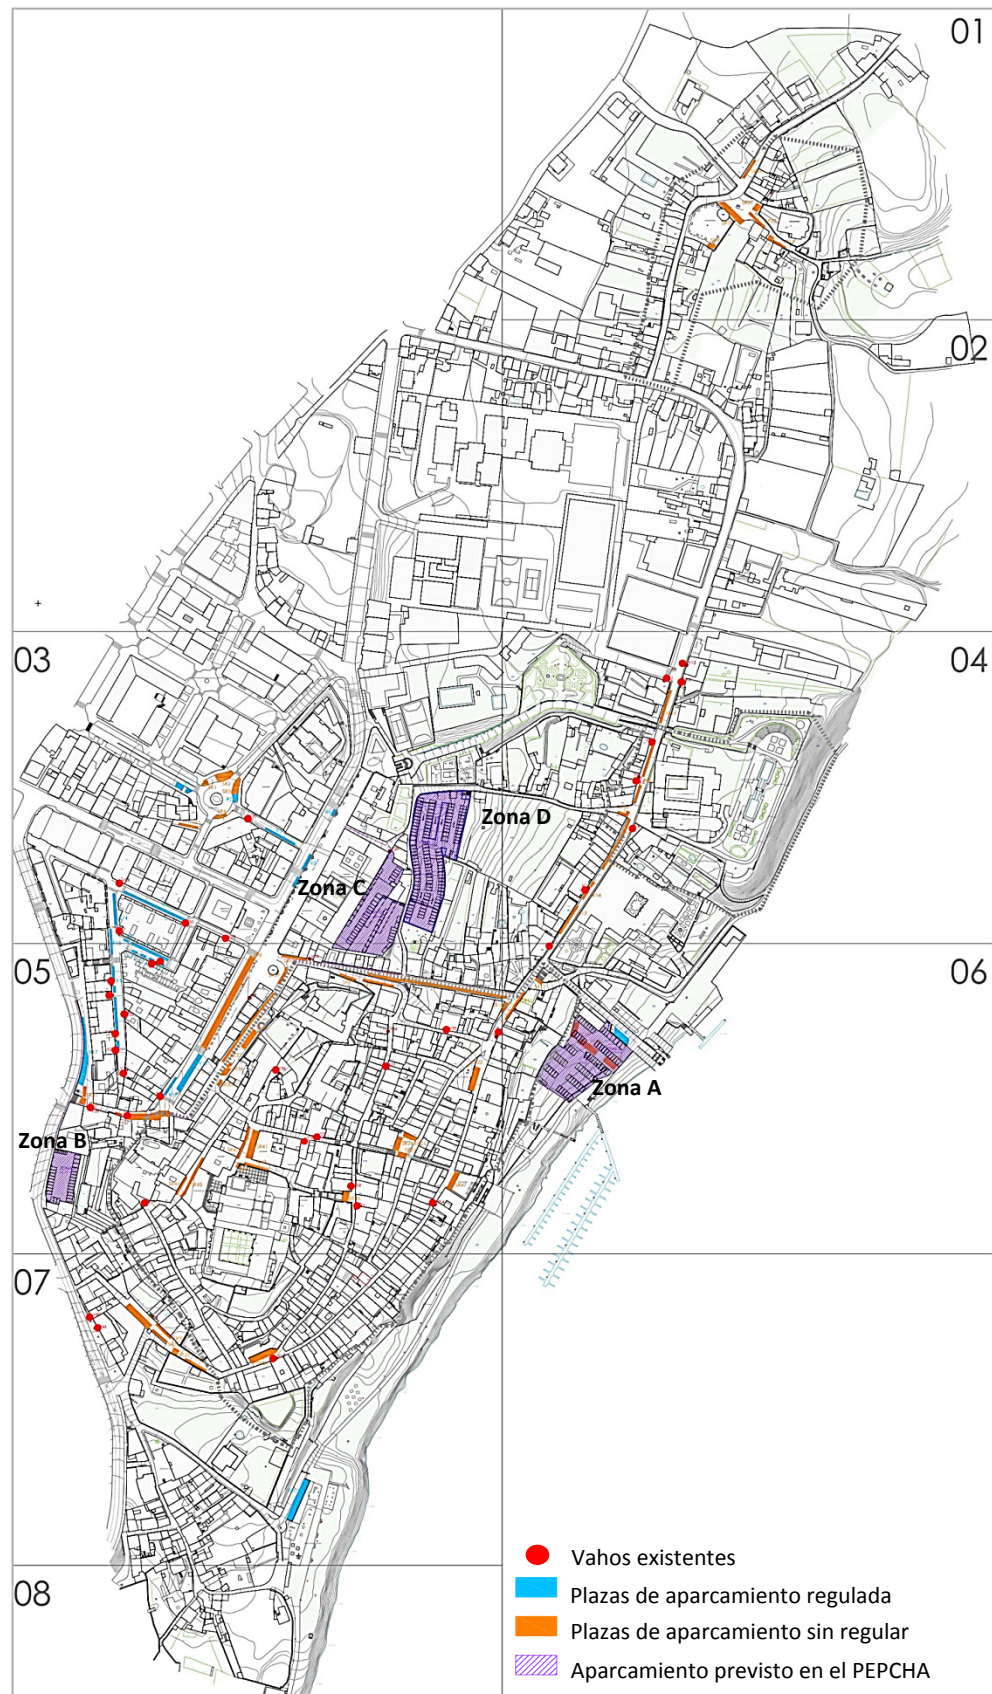 01
02
03
04
Zona D
Zona C
05
06
Zona A
Zona B
07
08
Vahos existentes
Plazas de aparcamiento regulada
Plazas de aparcamiento sin regular
Aparcamiento previsto en el PEPCHA